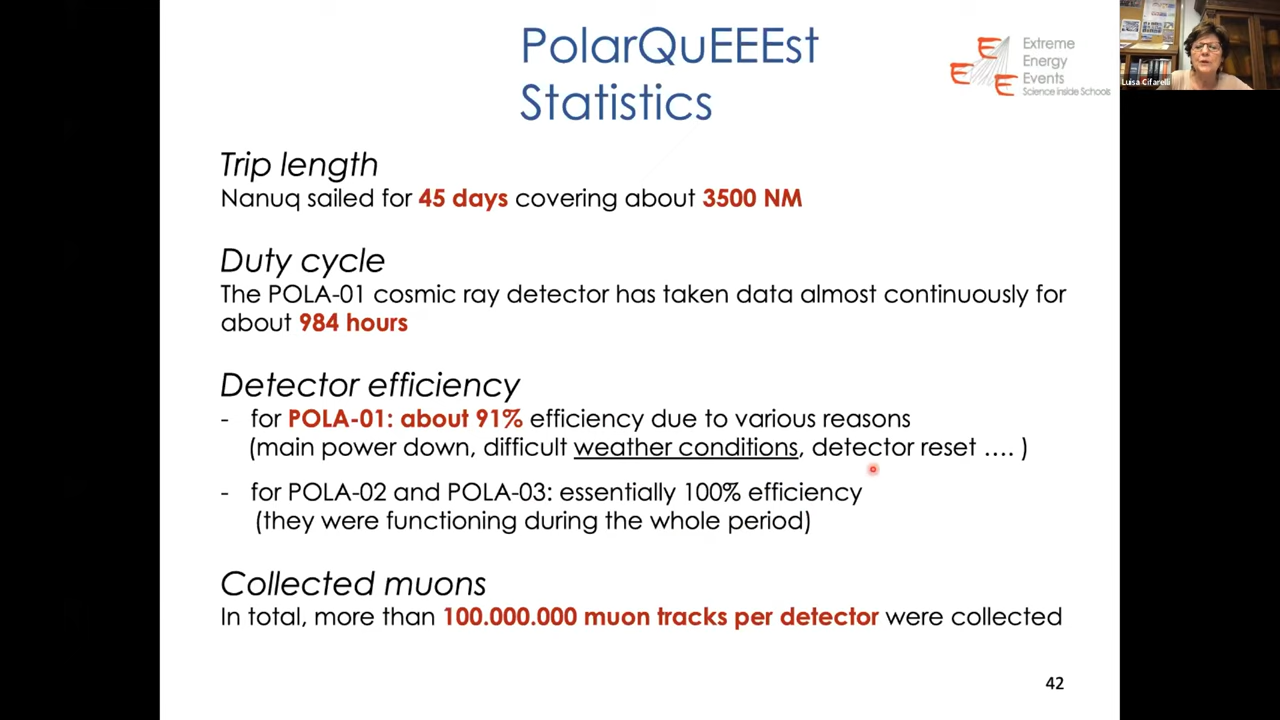 PolarQuEEEst
Statistics
EEE
Extreme
Energy
Events
Science Inside Schools
Luisa Cifarelli
Trip length
Nanuq sailed for 45 days covering about 3500 NM
Duty cycle
The POLA-01 cosmic ray detector has taken data almost continuously for
about 984 hours
Detector efficiency
- for POLA-01: about 91% efficiency due to various reasons
(main power down, difficult weather conditions, detector reset .... )
- for POLA-02 and POLA-03: essentially 100% efficiency
(they were functioning during the whole period)
Collected muons
In total, more than 100.000.000 muon tracks per detector were collected
42